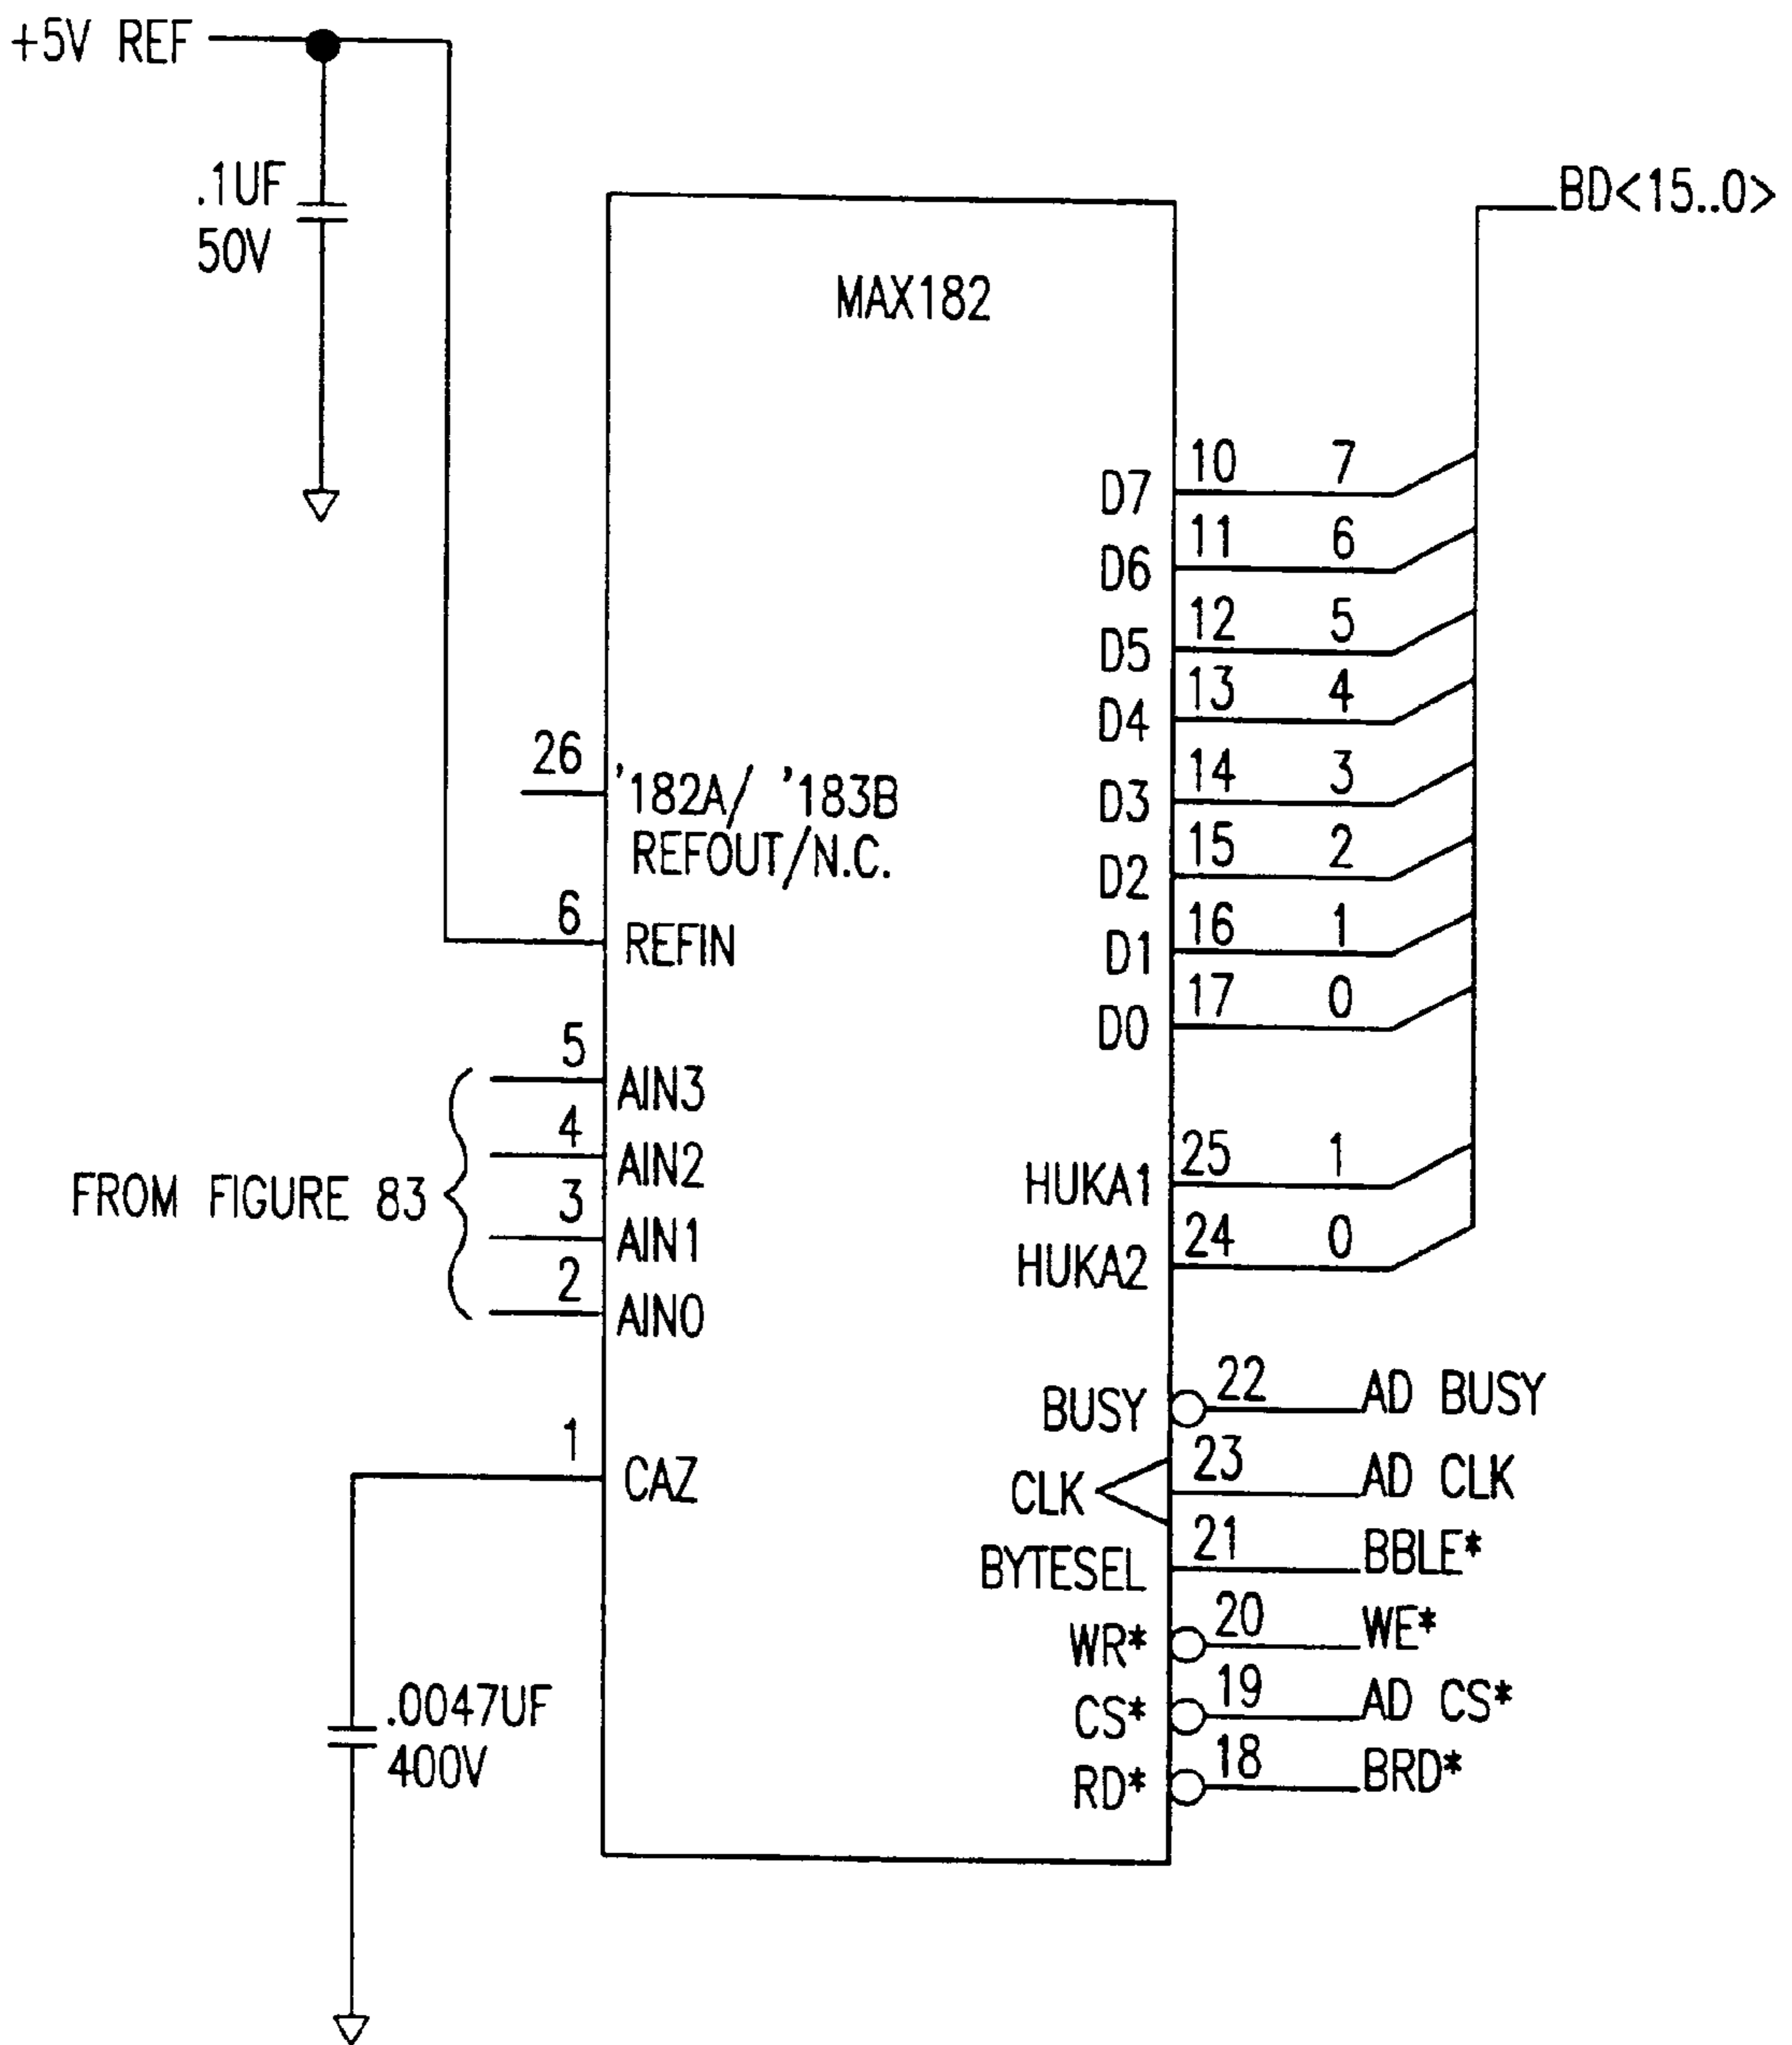 +5V REF
.1UF
50V
BD<15..0>
MAX182
D7 10 7
D6 11 6
D5 12 5
D4 13 4
D3 14 3
D2 15 2
D1 16 1
D0 17 0
26 '182A/ '183B
REFOUT/N.C.
6 REFIN
5 AIN3
4 AIN2
3 AIN1
2 AIN0
FROM FIGURE 83
HUKA1 25 1
HUKA2 24 0
1 CAZ
.0047UF
400V
BUSY 22 AD BUSY
CLK 23 AD CLK
BYTESEL 21 BBLE*
WR* 20 WE*
CS* 19 AD CS*
RD* 18 BRD*